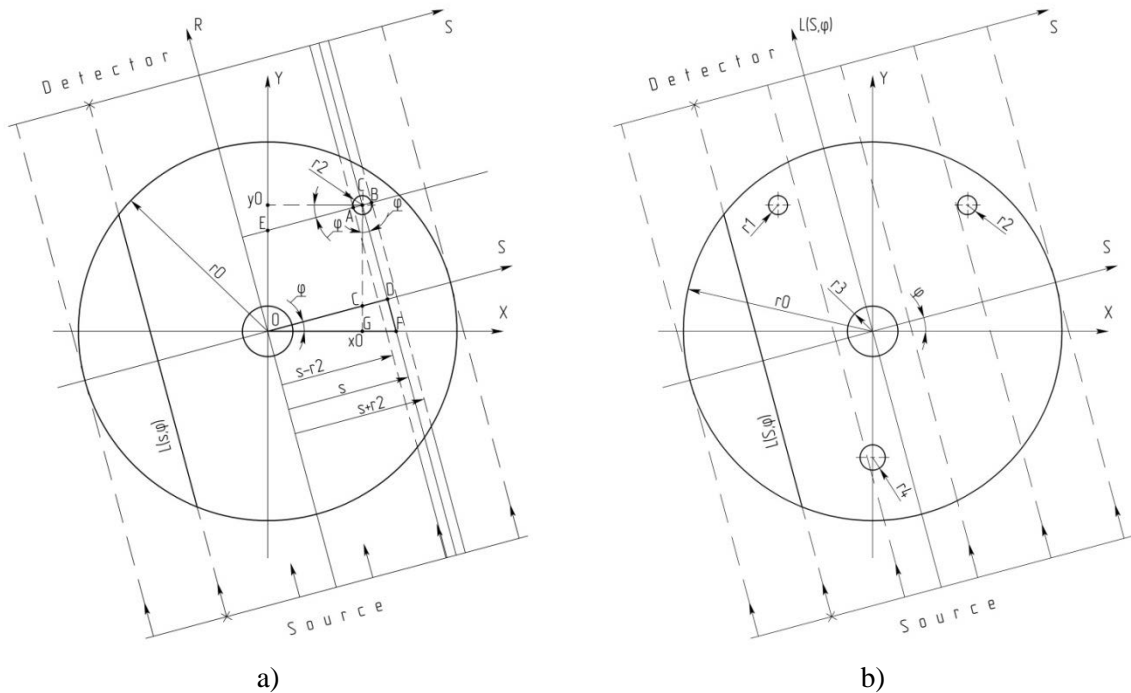 R
S
Detector
Y
r2
C
B
y0
A
E
φ
φ
r0
S
φ
D
C
O
X
G
F
x0
s-r2
s
s+r2
L(S,φ)
Source
a)
L(S,φ)
S
Detector
Y
r1
r2
S
r3
r0
φ
X
L(S,φ)
r4
Source
b)